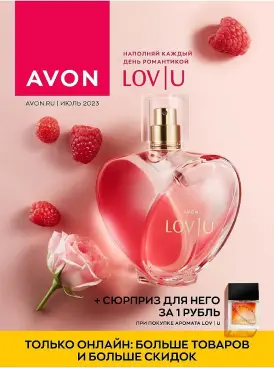 НАПОЛНЯЙ КАЖДЫЙ
ДЕНЬ РОМАНТИКОЙ
LOV|U
AVON
AVON.RU | ИЮЛЬ 2023
AVON
LOV|U
+ СЮРПРИЗ ДЛЯ НЕГО
ЗА 1 РУБЛЬ
ПРИ ПОКУПКЕ АРОМАТА LOV | U
ТОЛЬКО ОНЛАЙН: БОЛЬШЕ ТОВАРОВ
И БОЛЬШЕ СКИДОК